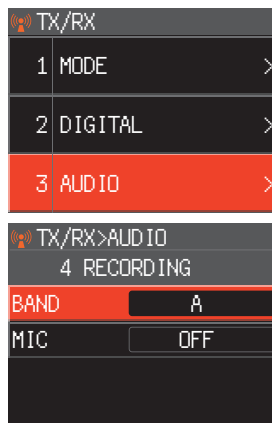 TX/RX
1 MODE >
2 DIGITAL >
3 AUDIO >
TX/RX>AUDIO
4 RECORDING
BAND A
MIC OFF